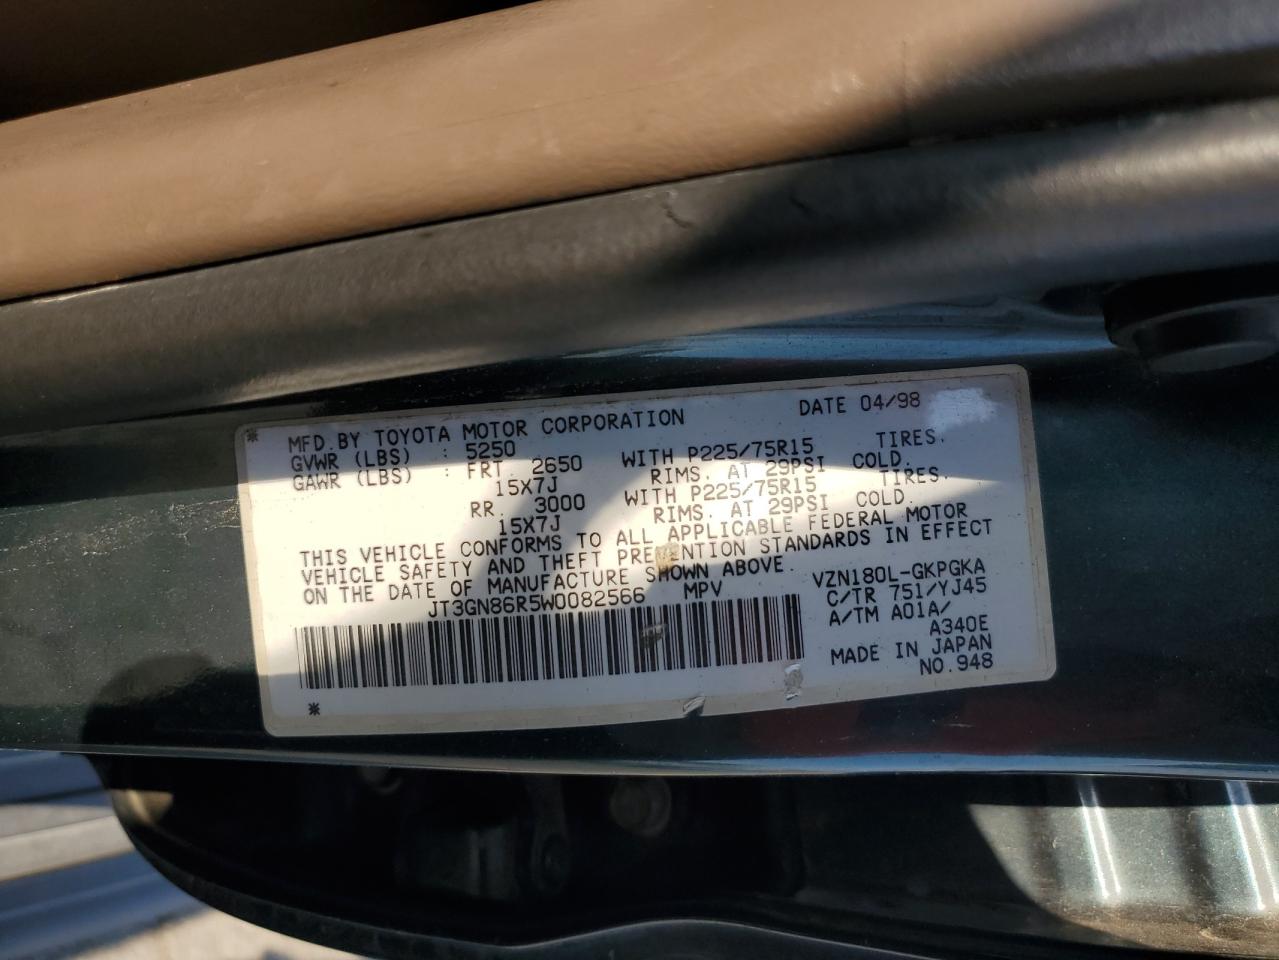 * MFD.BY TOYOTA MOTOR CORPORATION DATE 04/98
GVWR (LBS) : 5250 WITH P225/75R15 TIRES.
GAWR (LBS) : FRT. 2650 RIMS. AT 29PSI COLD.
15X7J WITH P225/75R15 TIRES.
RR. 3000 RIMS. AT 29PSI COLD.
15X7J
THIS VEHICLE CONFORMS TO ALL APPLICABLE FEDERAL MOTOR
VEHICLE SAFETY AND THEFT PREVENTION STANDARDS IN EFFECT
ON THE DATE OF MANUFACTURE SHOWN ABOVE.
JT3GN86R5W0082566 MPV
VZN180L-GKPGKA
C/TR 751/YJ45
A/TM A01A/
A340E
MADE IN JAPAN
NO.948
*